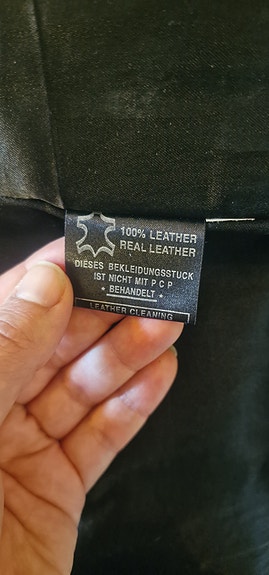 100% LEATHER
REAL LEATHER
DIESES BEKLEIDUNGSSTUCK
IST NICHT MIT P C P
• BEHANDELT •
LEATHER CLEANING